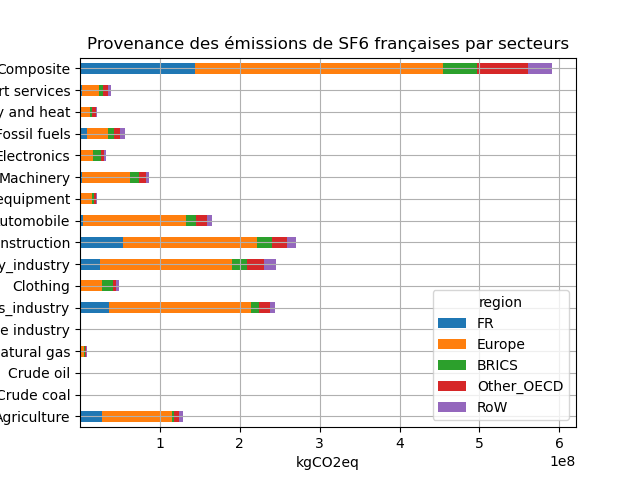 Provenance des émissions de SF6 françaises par secteurs
Composite
rt services
y and heat
Fossil fuels
Electronics
Machinery
equipment
utomobile
nstruction
y_industry
Clothing
s_industry
e industry
atural gas
Crude oil
Crude coal
Agriculture
region
FR
Europe
BRICS
Other_OECD
RoW
1 2 3 4 5 6
1e8
kgCO2eq